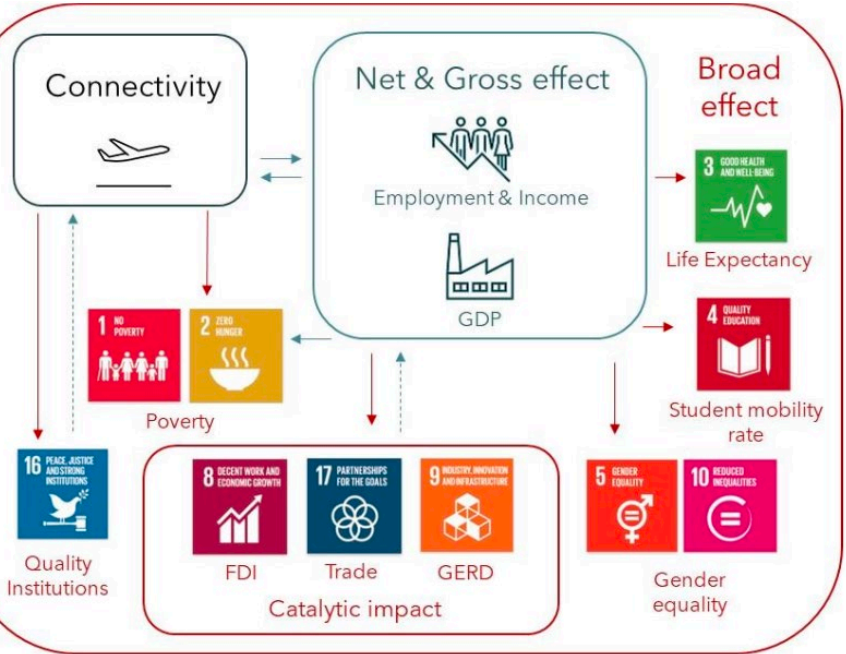 Connectivity
Net & Gross effect
Employment & Income
GDP
Broad
effect
3 GOOD HEALTH
AND WELL-BEING
Life Expectancy
1 NO
POVERTY
2 ZERO
HUNGER
Poverty
4 QUALITY
EDUCATION
Student mobility
rate
16 PEACE, JUSTICE
AND STRONG
INSTITUTIONS
Quality
Institutions
8 DECENT WORK AND
ECONOMIC GROWTH
FDI
17 PARTNERSHIPS
FOR THE GOALS
Trade
9 INDUSTRY, INNOVATION
AND INFRASTRUCTURE
GERD
Catalytic impact
5 GENDER
EQUALITY
10 REDUCED
INEQUALITIES
Gender
equality